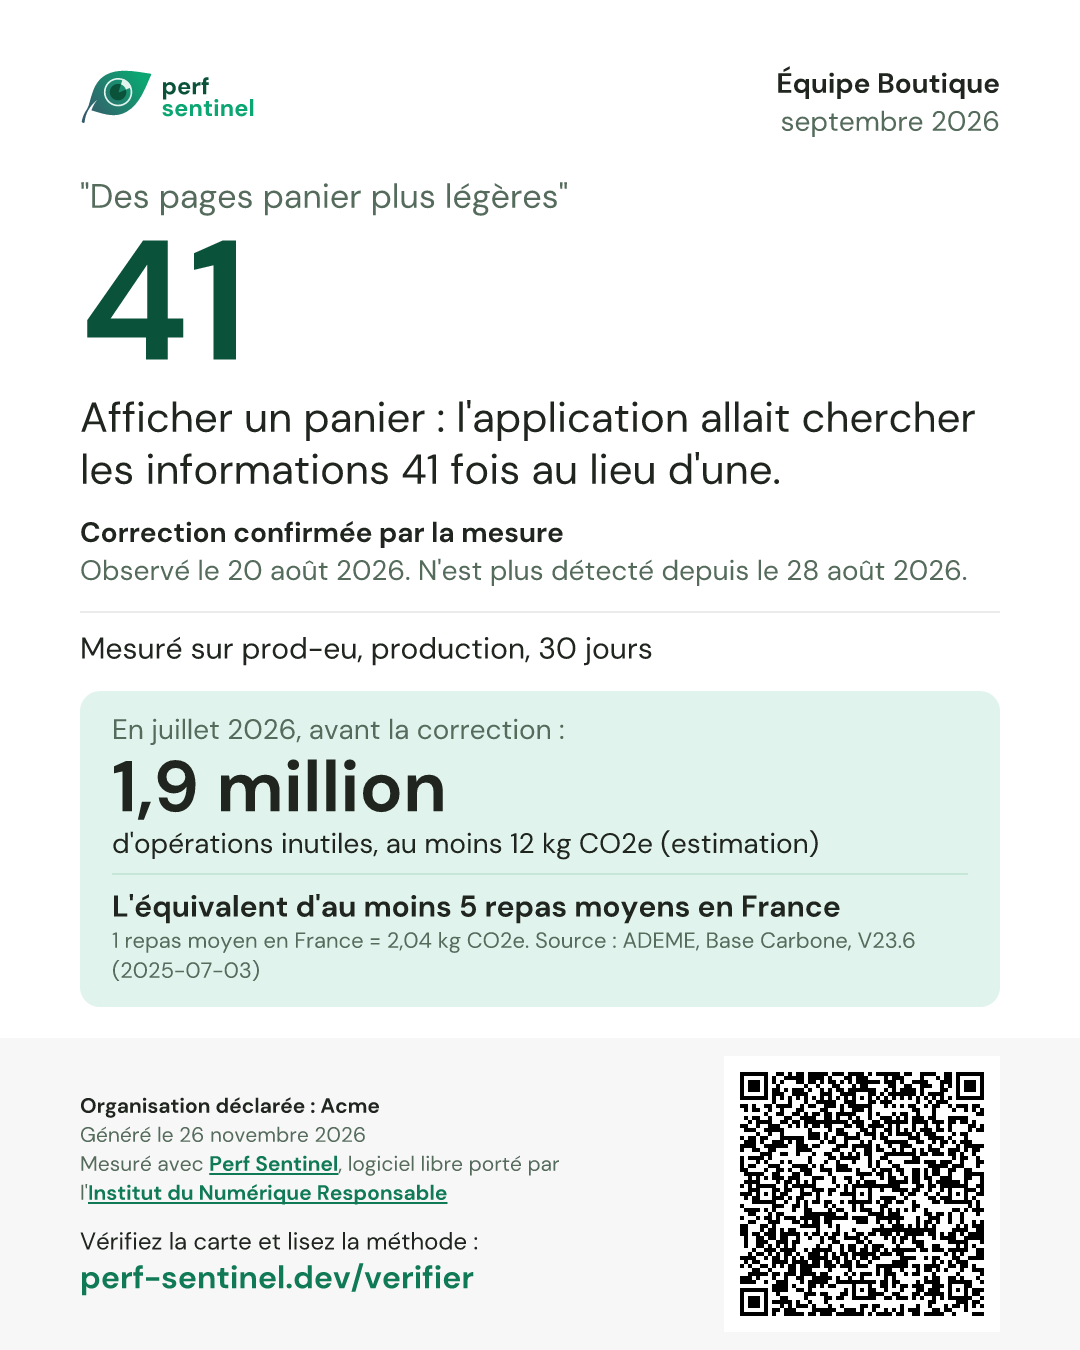 perf
sentinel
Équipe Boutique
septembre 2026
"Des pages panier plus légères"
41
Afficher un panier : l'application allait chercher
les informations 41 fois au lieu d'une.
Correction confirmée par la mesure
Observé le 20 août 2026. N'est plus détecté depuis le 28 août 2026.
Mesuré sur prod-eu, production, 30 jours
En juillet 2026, avant la correction :
1,9 million
d'opérations inutiles, au moins 12 kg CO2e (estimation)
L'équivalent d'au moins 5 repas moyens en France
1 repas moyen en France = 2,04 kg CO2e. Source : ADEME, Base Carbone, V23.6
(2025-07-03)
Organisation déclarée : Acme
Généré le 26 novembre 2026
Mesuré avec Perf Sentinel, logiciel libre porté par
l'Institut du Numérique Responsable
Vérifiez la carte et lisez la méthode :
perf-sentinel.dev/verifier